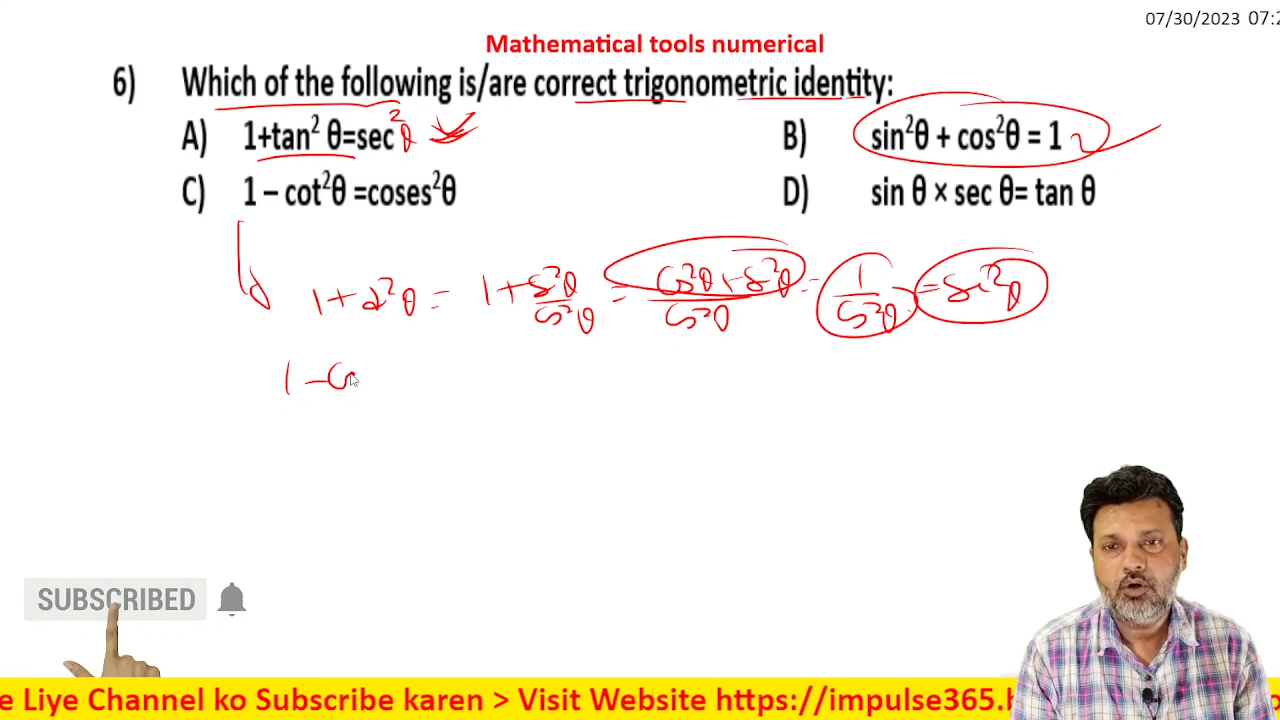 07/30/2023 07:2
Mathematical tools numerical
6) Which of the following is/are correct trigonometric identity:
A) 1+tan² θ=sec²θ
B) sin²θ + cos²θ = 1
C) 1 – cot²θ =coses²θ
D) sin θ × sec θ= tan θ
1 –
SUBSCRIBED
e Liye Channel ko Subscribe karen > Visit Website https://impulse365.